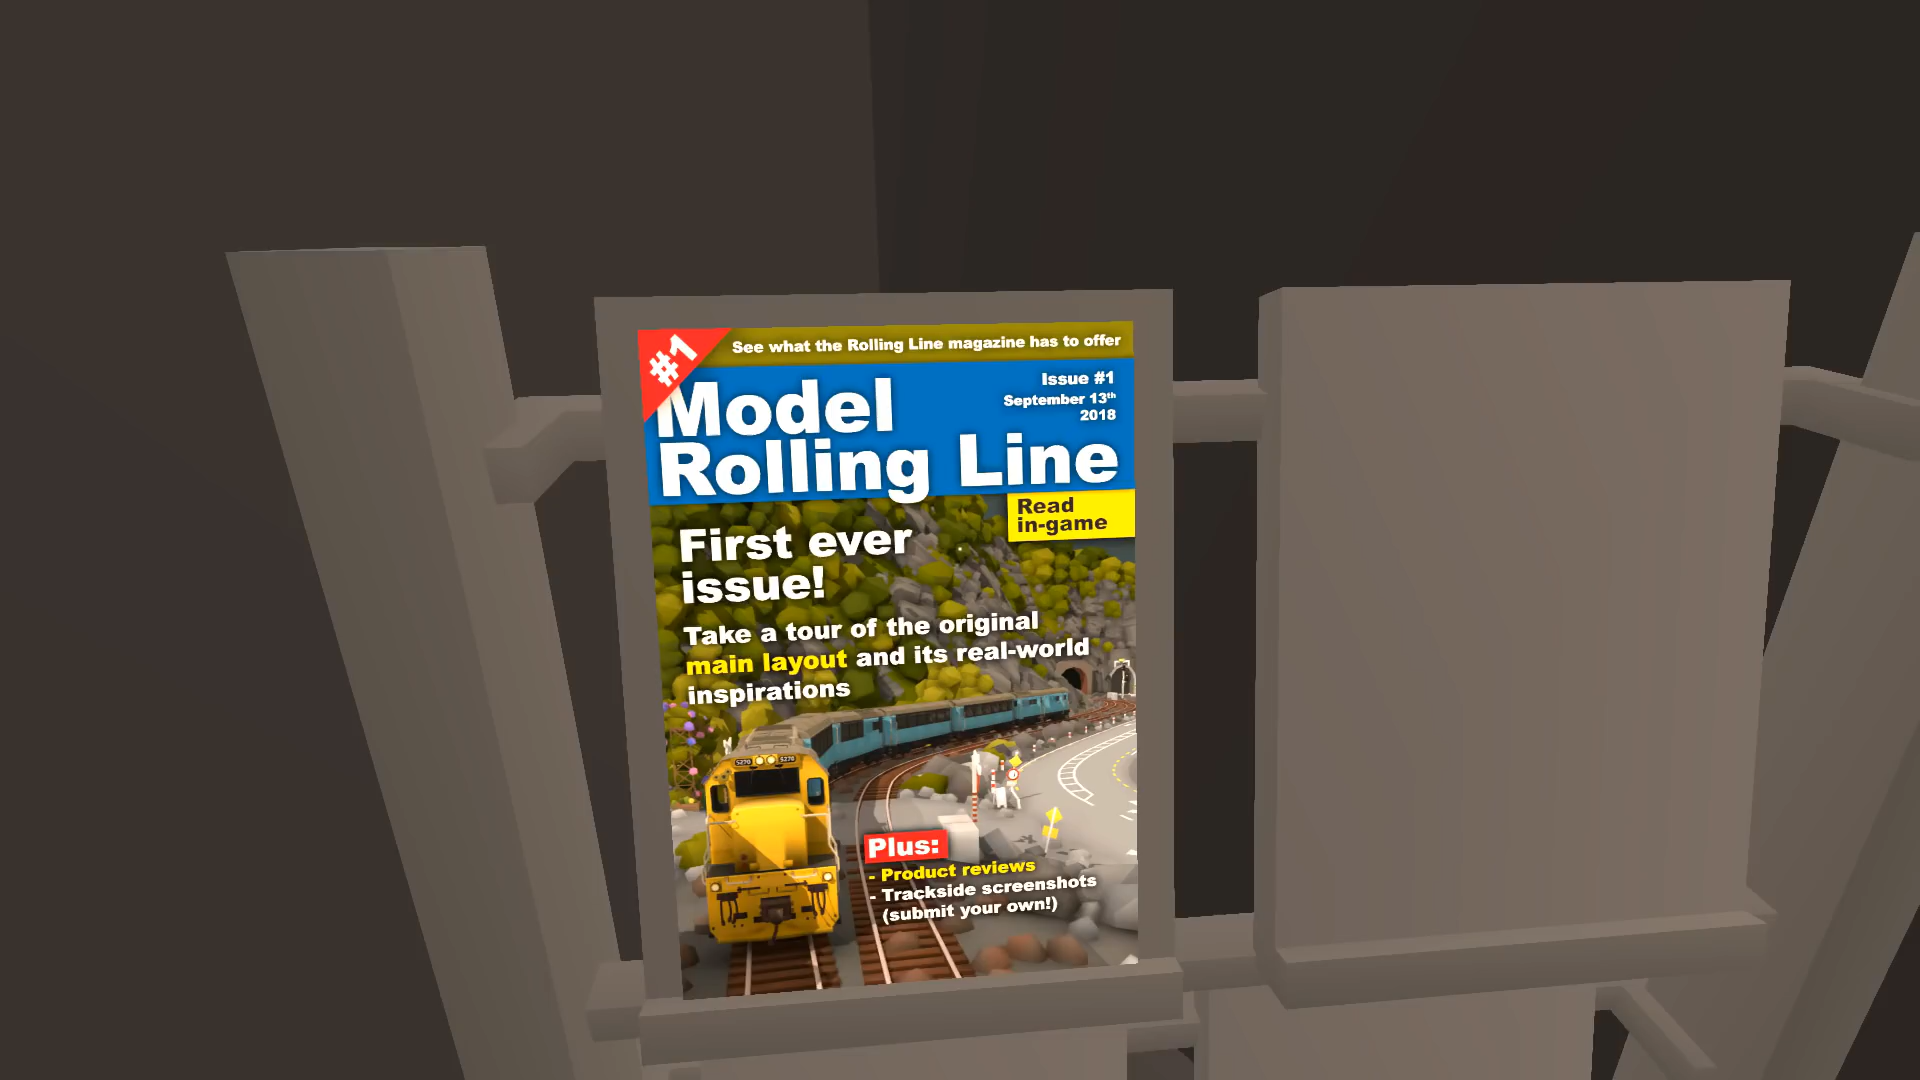 #1
See what the Rolling Line magazine has to offer
Model
Rolling Line
Issue #1
September 13th
2018
Read
in-game
First ever
issue!
Take a tour of the original
main layout and its real-world
inspirations
5270 5270
Plus:
- Product reviews
- Trackside screenshots
(submit your own!)